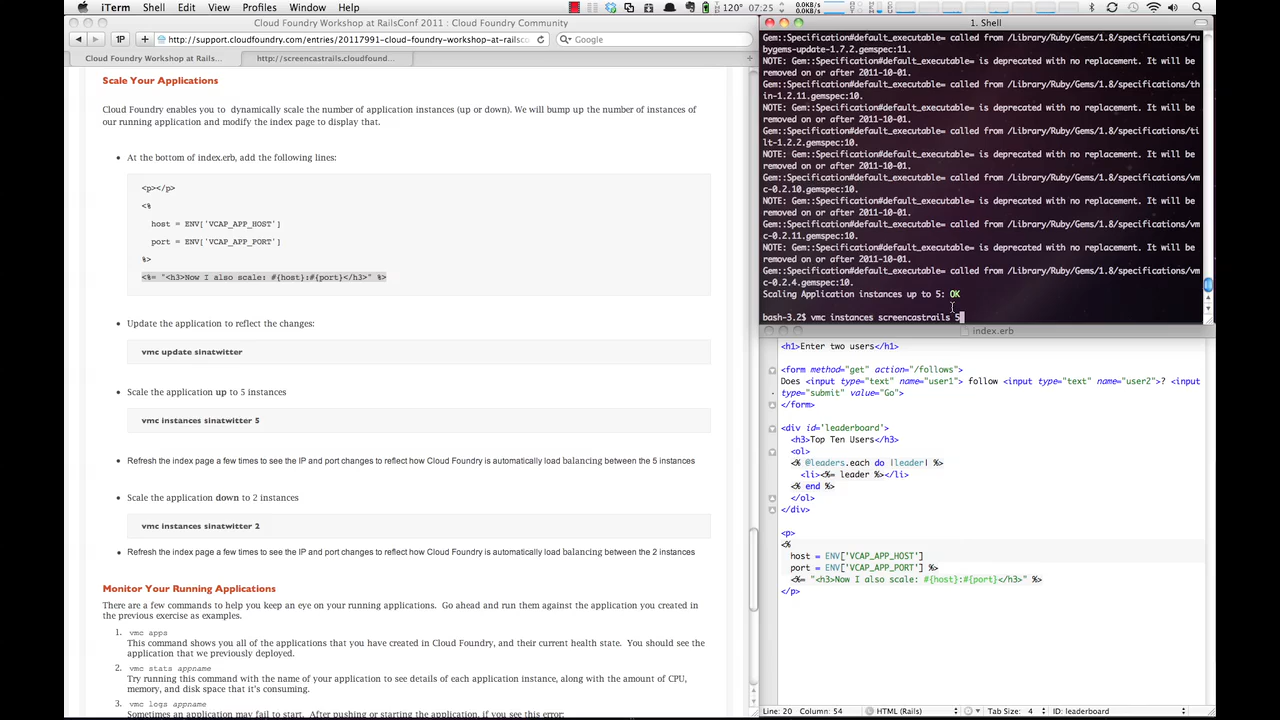 iTerm Shell Edit View Profiles Window Help
120° 07:25 0.0KB/s 0.0KB/s
Cloud Foundry Workshop at RailsConf 2011 : Cloud Foundry Community
1P http://support.cloudfoundry.com/entries/20117991-cloud-foundry-workshop-at-railsco Google
Cloud Foundry Workshop at Rails... http://screencastrails.cloudfound...
Scale Your Applications
Cloud Foundry enables you to dynamically scale the number of application instances (up or down). We will bump up the number of instances of
our running application and modify the index page to display that.
At the bottom of index.erb, add the following lines:
<p></p>
<%
host = ENV['VCAP_APP_HOST']
port = ENV['VCAP_APP_PORT']
%>
<%= "<h3>Now I also scale: #{host}:#{port}</h3>" %>
Update the application to reflect the changes:
vmc update sinatwitter
Scale the application up to 5 instances
vmc instances sinatwitter 5
Refresh the index page a few times to see the IP and port changes to reflect how Cloud Foundry is automatically load balancing between the 5 instances
Scale the application down to 2 instances
vmc instances sinatwitter 2
Refresh the index page a few times to see the IP and port changes to reflect how Cloud Foundry is automatically load balancing between the 2 instances
Monitor Your Running Applications
There are a few commands to help you keep an eye on your running applications. Go ahead and run them against the application you created in
the previous exercise as examples.
1. vmc apps
This command shows you all of the applications that you have created in Cloud Foundry, and their current health state. You should see the
application that we previously deployed.
2. vmc stats appname
Try running this command with the name of your application to see details of each application instance, along with the amount of CPU,
memory, and disk space that it's consuming.
3. vmc logs appname
Sometimes an application may fail to start. After pushing or starting the application, if you see this error:
1. Shell
Gem::Specification#default_executable= called from /Library/Ruby/Gems/1.8/specifications/ru
bygems-update-1.7.2.gemspec:11.
NOTE: Gem::Specification#default_executable= is deprecated with no replacement. It will be
removed on or after 2011-10-01.
Gem::Specification#default_executable= called from /Library/Ruby/Gems/1.8/specifications/th
in-1.2.11.gemspec:10.
NOTE: Gem::Specification#default_executable= is deprecated with no replacement. It will be
removed on or after 2011-10-01.
Gem::Specification#default_executable= called from /Library/Ruby/Gems/1.8/specifications/ti
lt-1.2.2.gemspec:10.
NOTE: Gem::Specification#default_executable= is deprecated with no replacement. It will be
removed on or after 2011-10-01.
Gem::Specification#default_executable= called from /Library/Ruby/Gems/1.8/specifications/vm
c-0.2.10.gemspec:10.
NOTE: Gem::Specification#default_executable= is deprecated with no replacement. It will be
removed on or after 2011-10-01.
Gem::Specification#default_executable= called from /Library/Ruby/Gems/1.8/specifications/vm
c-0.2.11.gemspec:10.
NOTE: Gem::Specification#default_executable= is deprecated with no replacement. It will be
removed on or after 2011-10-01.
Gem::Specification#default_executable= called from /Library/Ruby/Gems/1.8/specifications/vm
c-0.2.4.gemspec:10.
Scaling Application instances up to 5: OK
bash-3.2$ vmc instances screencastrails 5
index.erb
<h1>Enter two users</h1>
<form method="get" action="/follows">
Does <input type="text" name="user1"> follow <input type="text" name="user2">? <input
type="submit" value="Go">
</form>
<div id='leaderboard'>
<h3>Top Ten Users</h3>
<ol>
<% @leaders.each do |leader| %>
<li><%= leader %></li>
<% end %>
</ol>
</div>
<p>
<%
host = ENV['VCAP_APP_HOST']
port = ENV['VCAP_APP_PORT'] %>
<%= "<h3>Now I also scale: #{host}:#{port}</h3>" %>
</p>
Line: 20 Column: 54 HTML (Rails) Tab Size: 4 ID: leaderboard